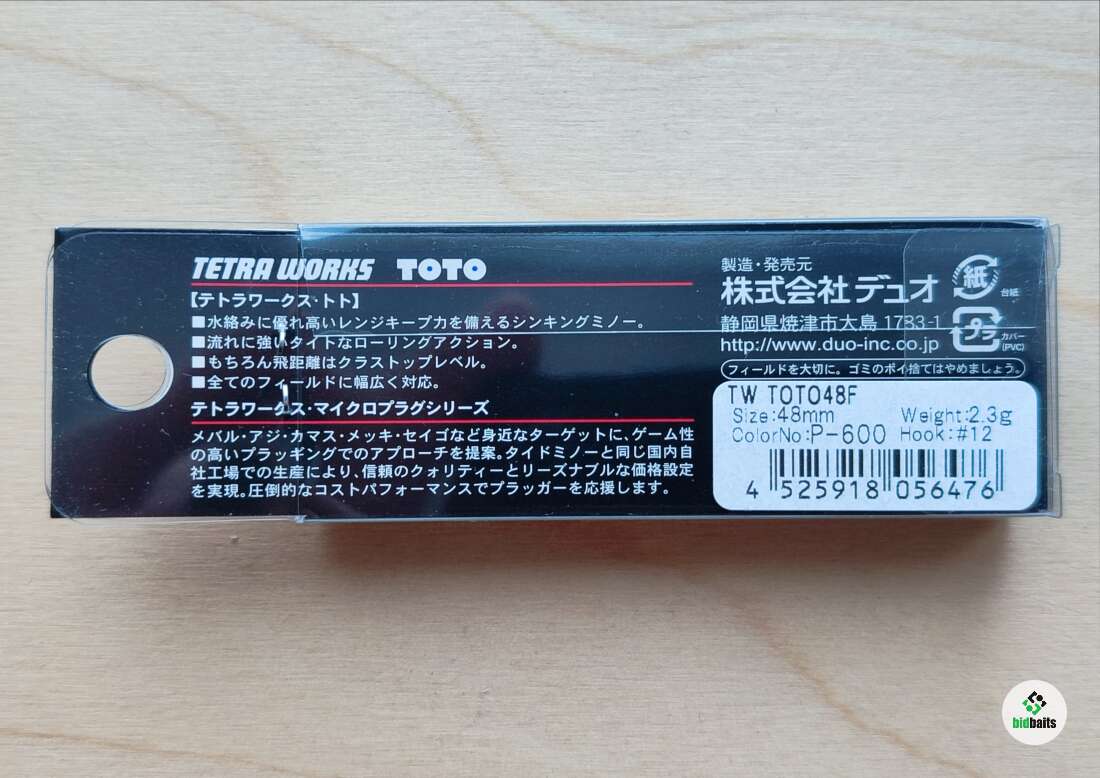 TETRA WORKS TOTO
【テトラワークス・トト】
■水絡みに優れ高いレンジキープ力を備えるシンキングミノー。
■流れに強いタイトなローリングアクション。
■もちろん飛距離はクラストップレベル。
■全てのフィールドに幅広く対応。
テトラワークス・マイクロプラグシリーズ
メバル・アジ・カマス・メッキ・セイゴなど身近なターゲットに、ゲーム性
の高いプラッギングでのアプローチを提案。タイドミノーと同じ国内自
社工場での生産により、信頼のクォリティーとリーズナブルな価格設定
を実現。圧倒的なコストパフォーマンスでプラッガーを応援します。
製造・発売元
株式会社デュオ
静岡県焼津市大島 1783-1
http://www.duo-inc.co.jp
紙
台紙
プラ
カバー
(PVC)
フィールドを大切に。ゴミのポイ捨てはやめましょう。
TW TOTO48F
Size:48mm Weight:2.3g
ColorNo:P-600 Hook:#12
4 525918 056476
bidbaits